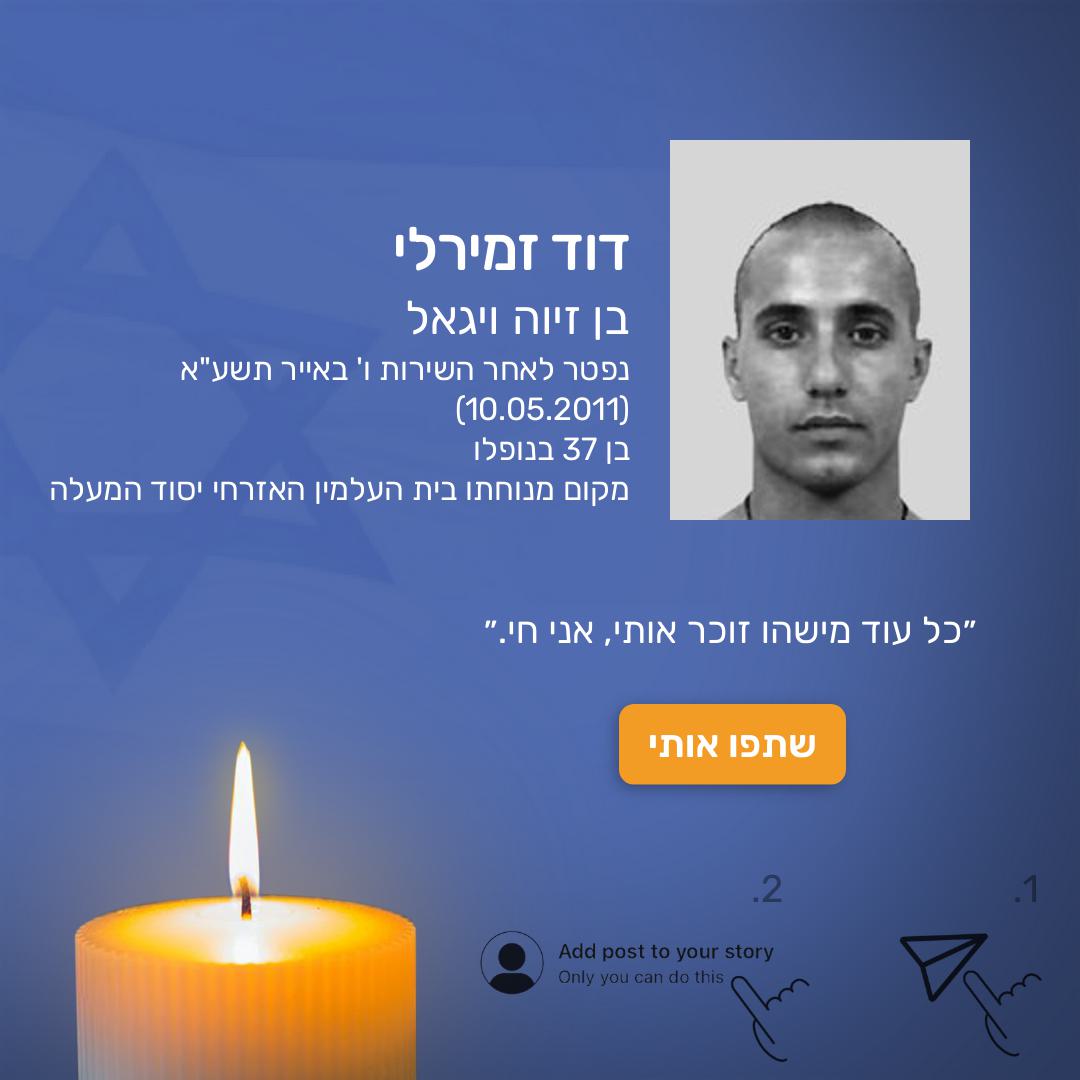 דוד זמירלי
בן זיוה ויגאל
נפטר לאחר השירות ו' באייר תשע"א
(10.05.2011)
בן 37 בנופלו
מקום מנוחתו בית העלמין האזרחי יסוד המעלה
״כל עוד מישהו זוכר אותי, אני חי.״
שתפו אותי
1.
2.
Add post to your story
Only you can do this